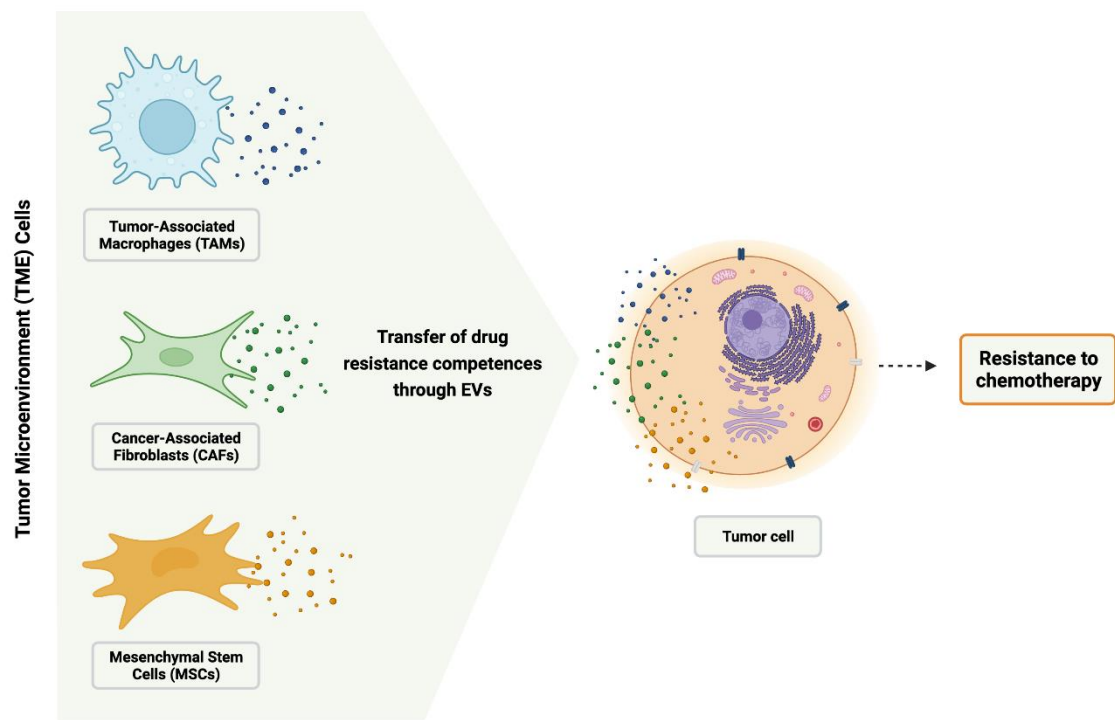 Tumor Microenvironment (TME) Cells
Tumor-Associated
Macrophages (TAMs)
Cancer-Associated
Fibroblasts (CAFs)
Mesenchymal Stem
Cells (MSCs)
Transfer of drug
resistance competences
through EVs
Tumor cell
Resistance to
chemotherapy